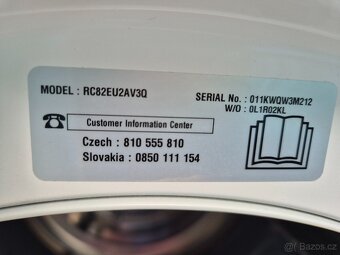 MODEL : RC82EU2AV3Q
SERIAL No. : 011KWQW3M212
W/O : 0L1R02KL
Customer Information Center
Czech : 810 555 810
Slovakia : 0850 111 154
Bazos.cz